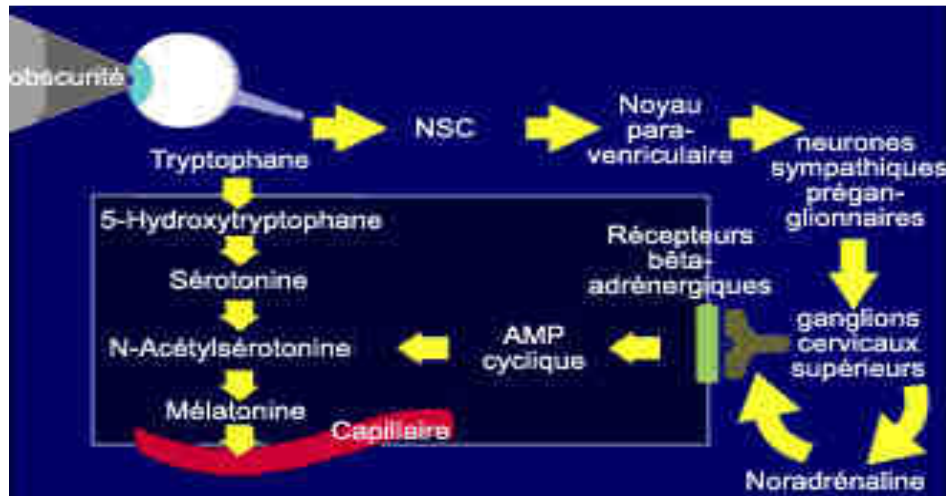 obscurité
NSC
Noyau
para-
venriculaire
neurones
sympathiques
prégan-
glionnaires
Tryptophane
5-Hydroxytryptophane
Sérotonine
N-Acétylsérotonine
Mélatonine
Capillaire
AMP
cyclique
Récepteurs
bêta-
adrénergiques
ganglions
cervicaux
supérieurs
Noradrénaline